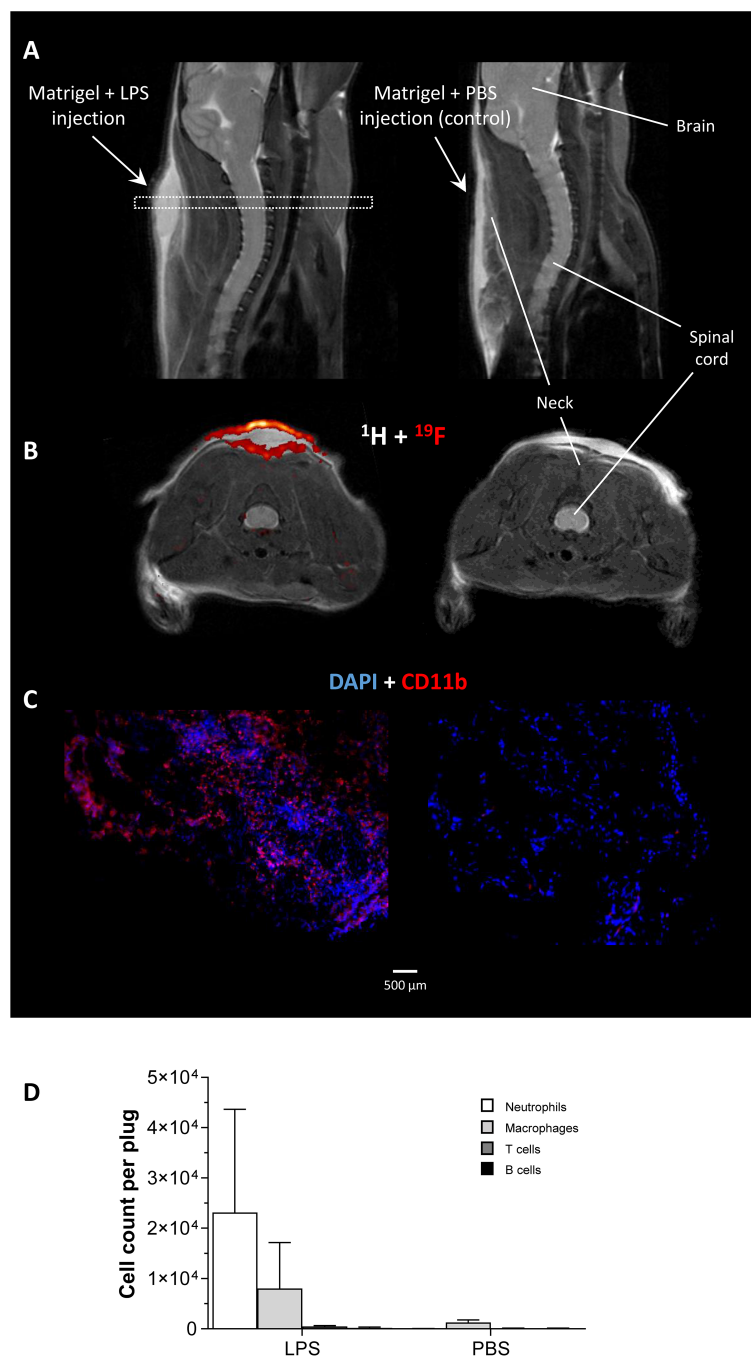 A
Matrigel + LPS
injection
Matrigel + PBS
injection (control)
Brain
Spinal
cord
Neck
B
¹H + ¹⁹F
C
DAPI + CD11b
500 µm
D
Cell count per plug
5×10⁴
4×10⁴
3×10⁴
2×10⁴
1×10⁴
0
Neutrophils
Macrophages
T cells
B cells
LPS
PBS